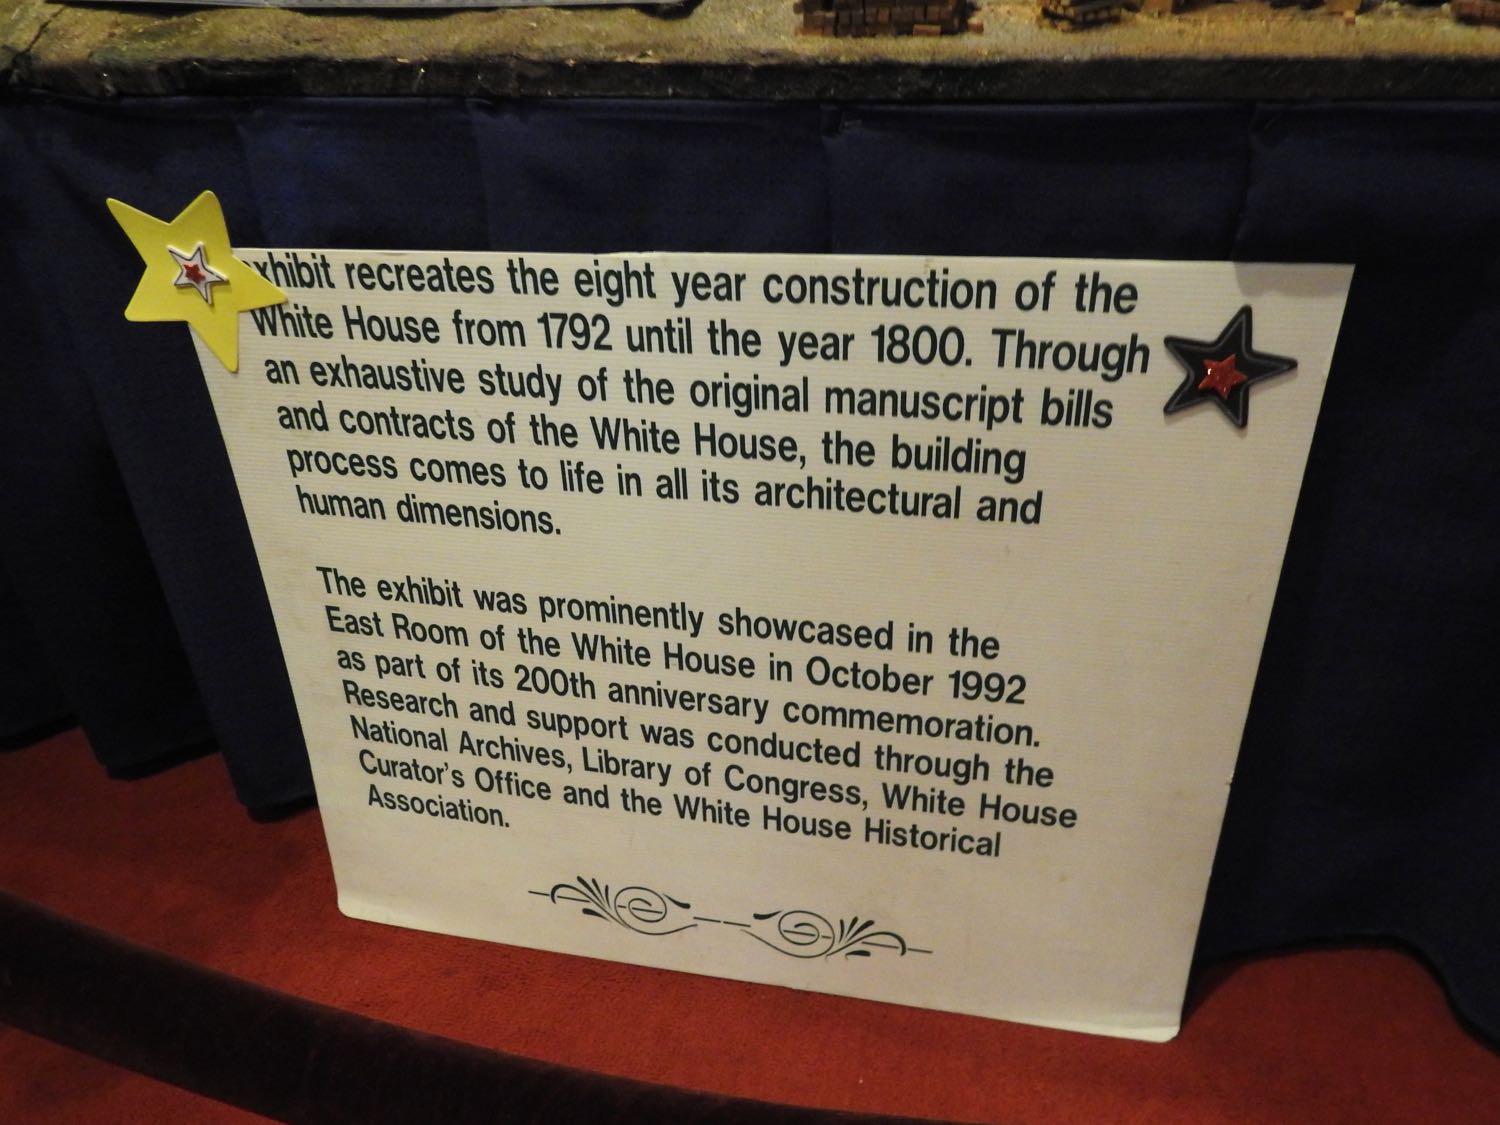 xhibit recreates the eight year construction of the
White House from 1792 until the year 1800. Through
an exhaustive study of the original manuscript bills
and contracts of the White House, the building
process comes to life in all its architectural and
human dimensions.
The exhibit was prominently showcased in the
East Room of the White House in October 1992
as part of its 200th anniversary commemoration.
Research and support was conducted through the
National Archives, Library of Congress, White House
Curator's Office and the White House Historical
Association.